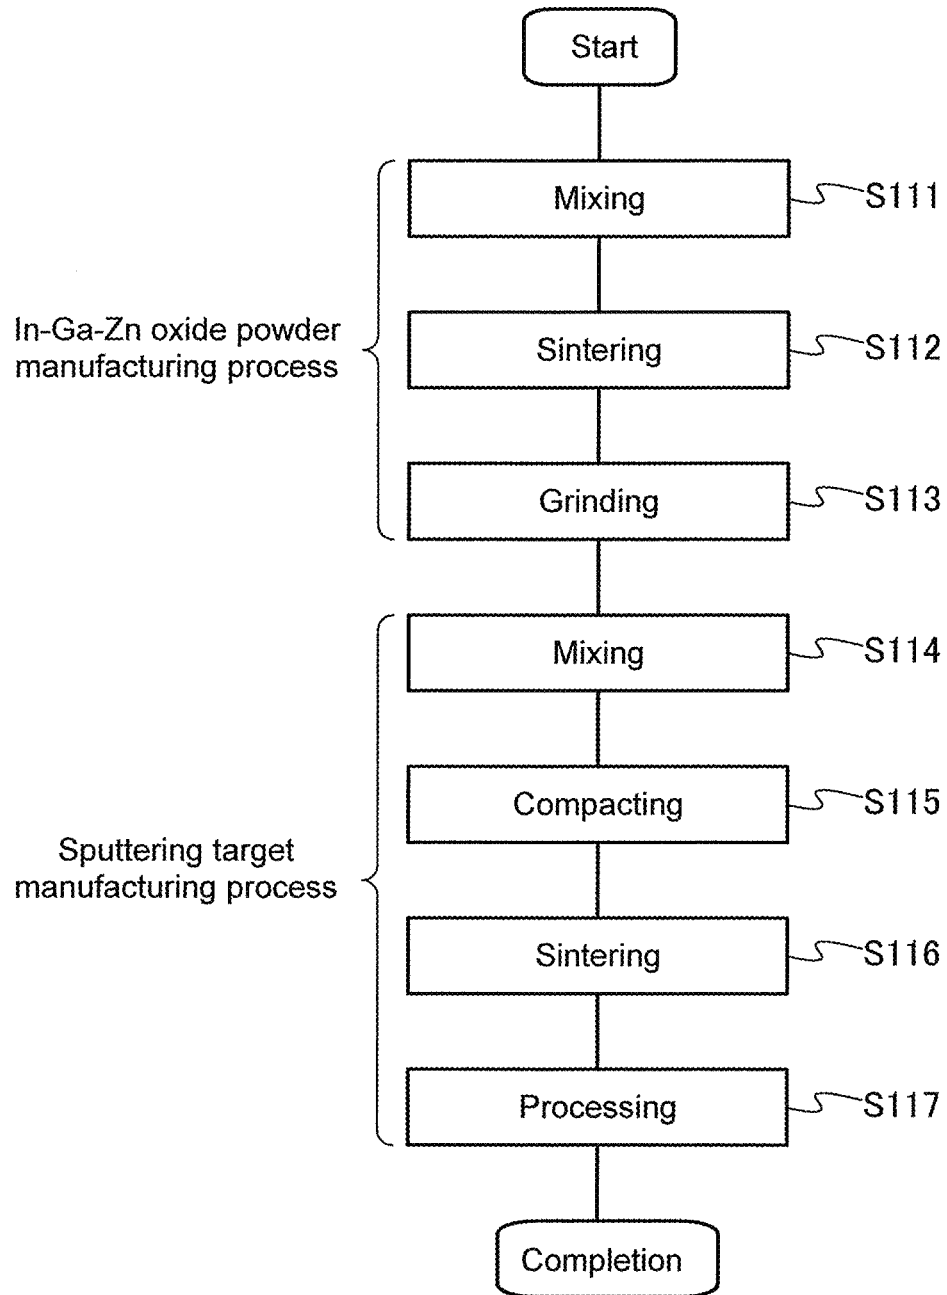 Start
Mixing
S111
In-Ga-Zn oxide powder
manufacturing process
Sintering
S112
Grinding
S113
Mixing
S114
Compacting
S115
Sputtering target
manufacturing process
Sintering
S116
Processing
S117
Completion